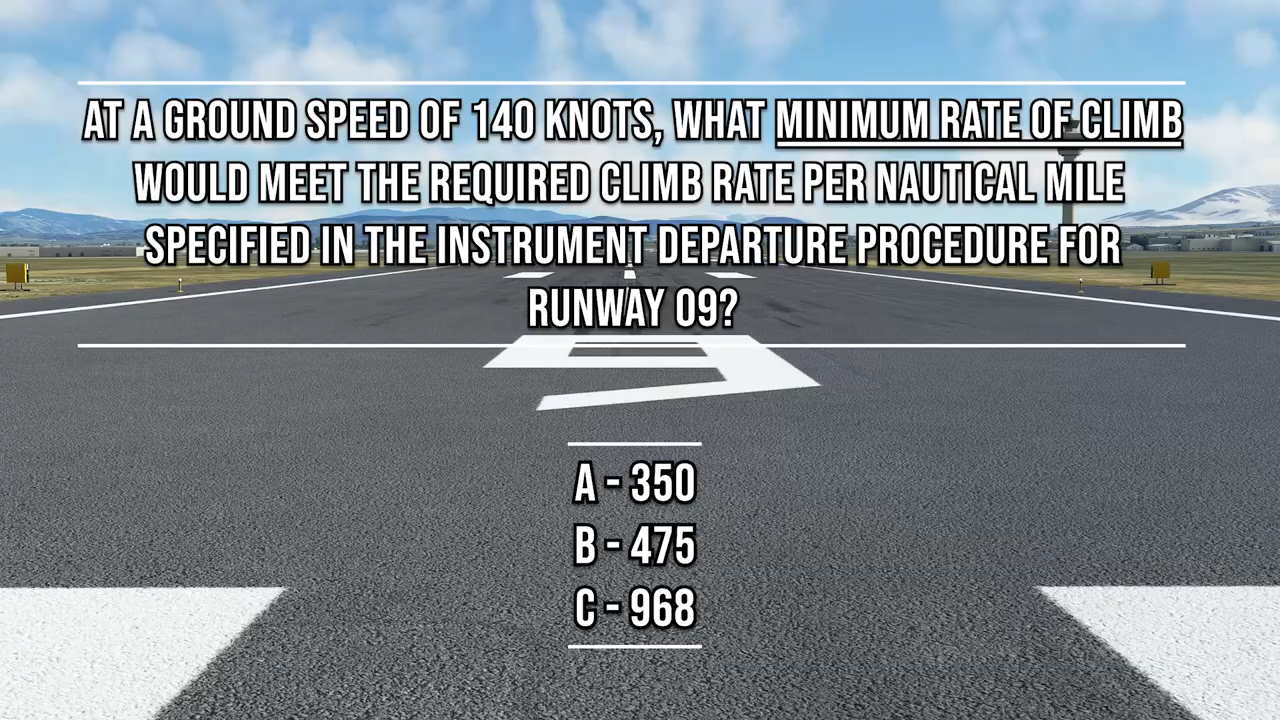 AT A GROUND SPEED OF 140 KNOTS, WHAT MINIMUM RATE OF CLIMB
WOULD MEET THE REQUIRED CLIMB RATE PER NAUTICAL MILE
SPECIFIED IN THE INSTRUMENT DEPARTURE PROCEDURE FOR
RUNWAY 09?
9
A - 350
B - 475
C - 968